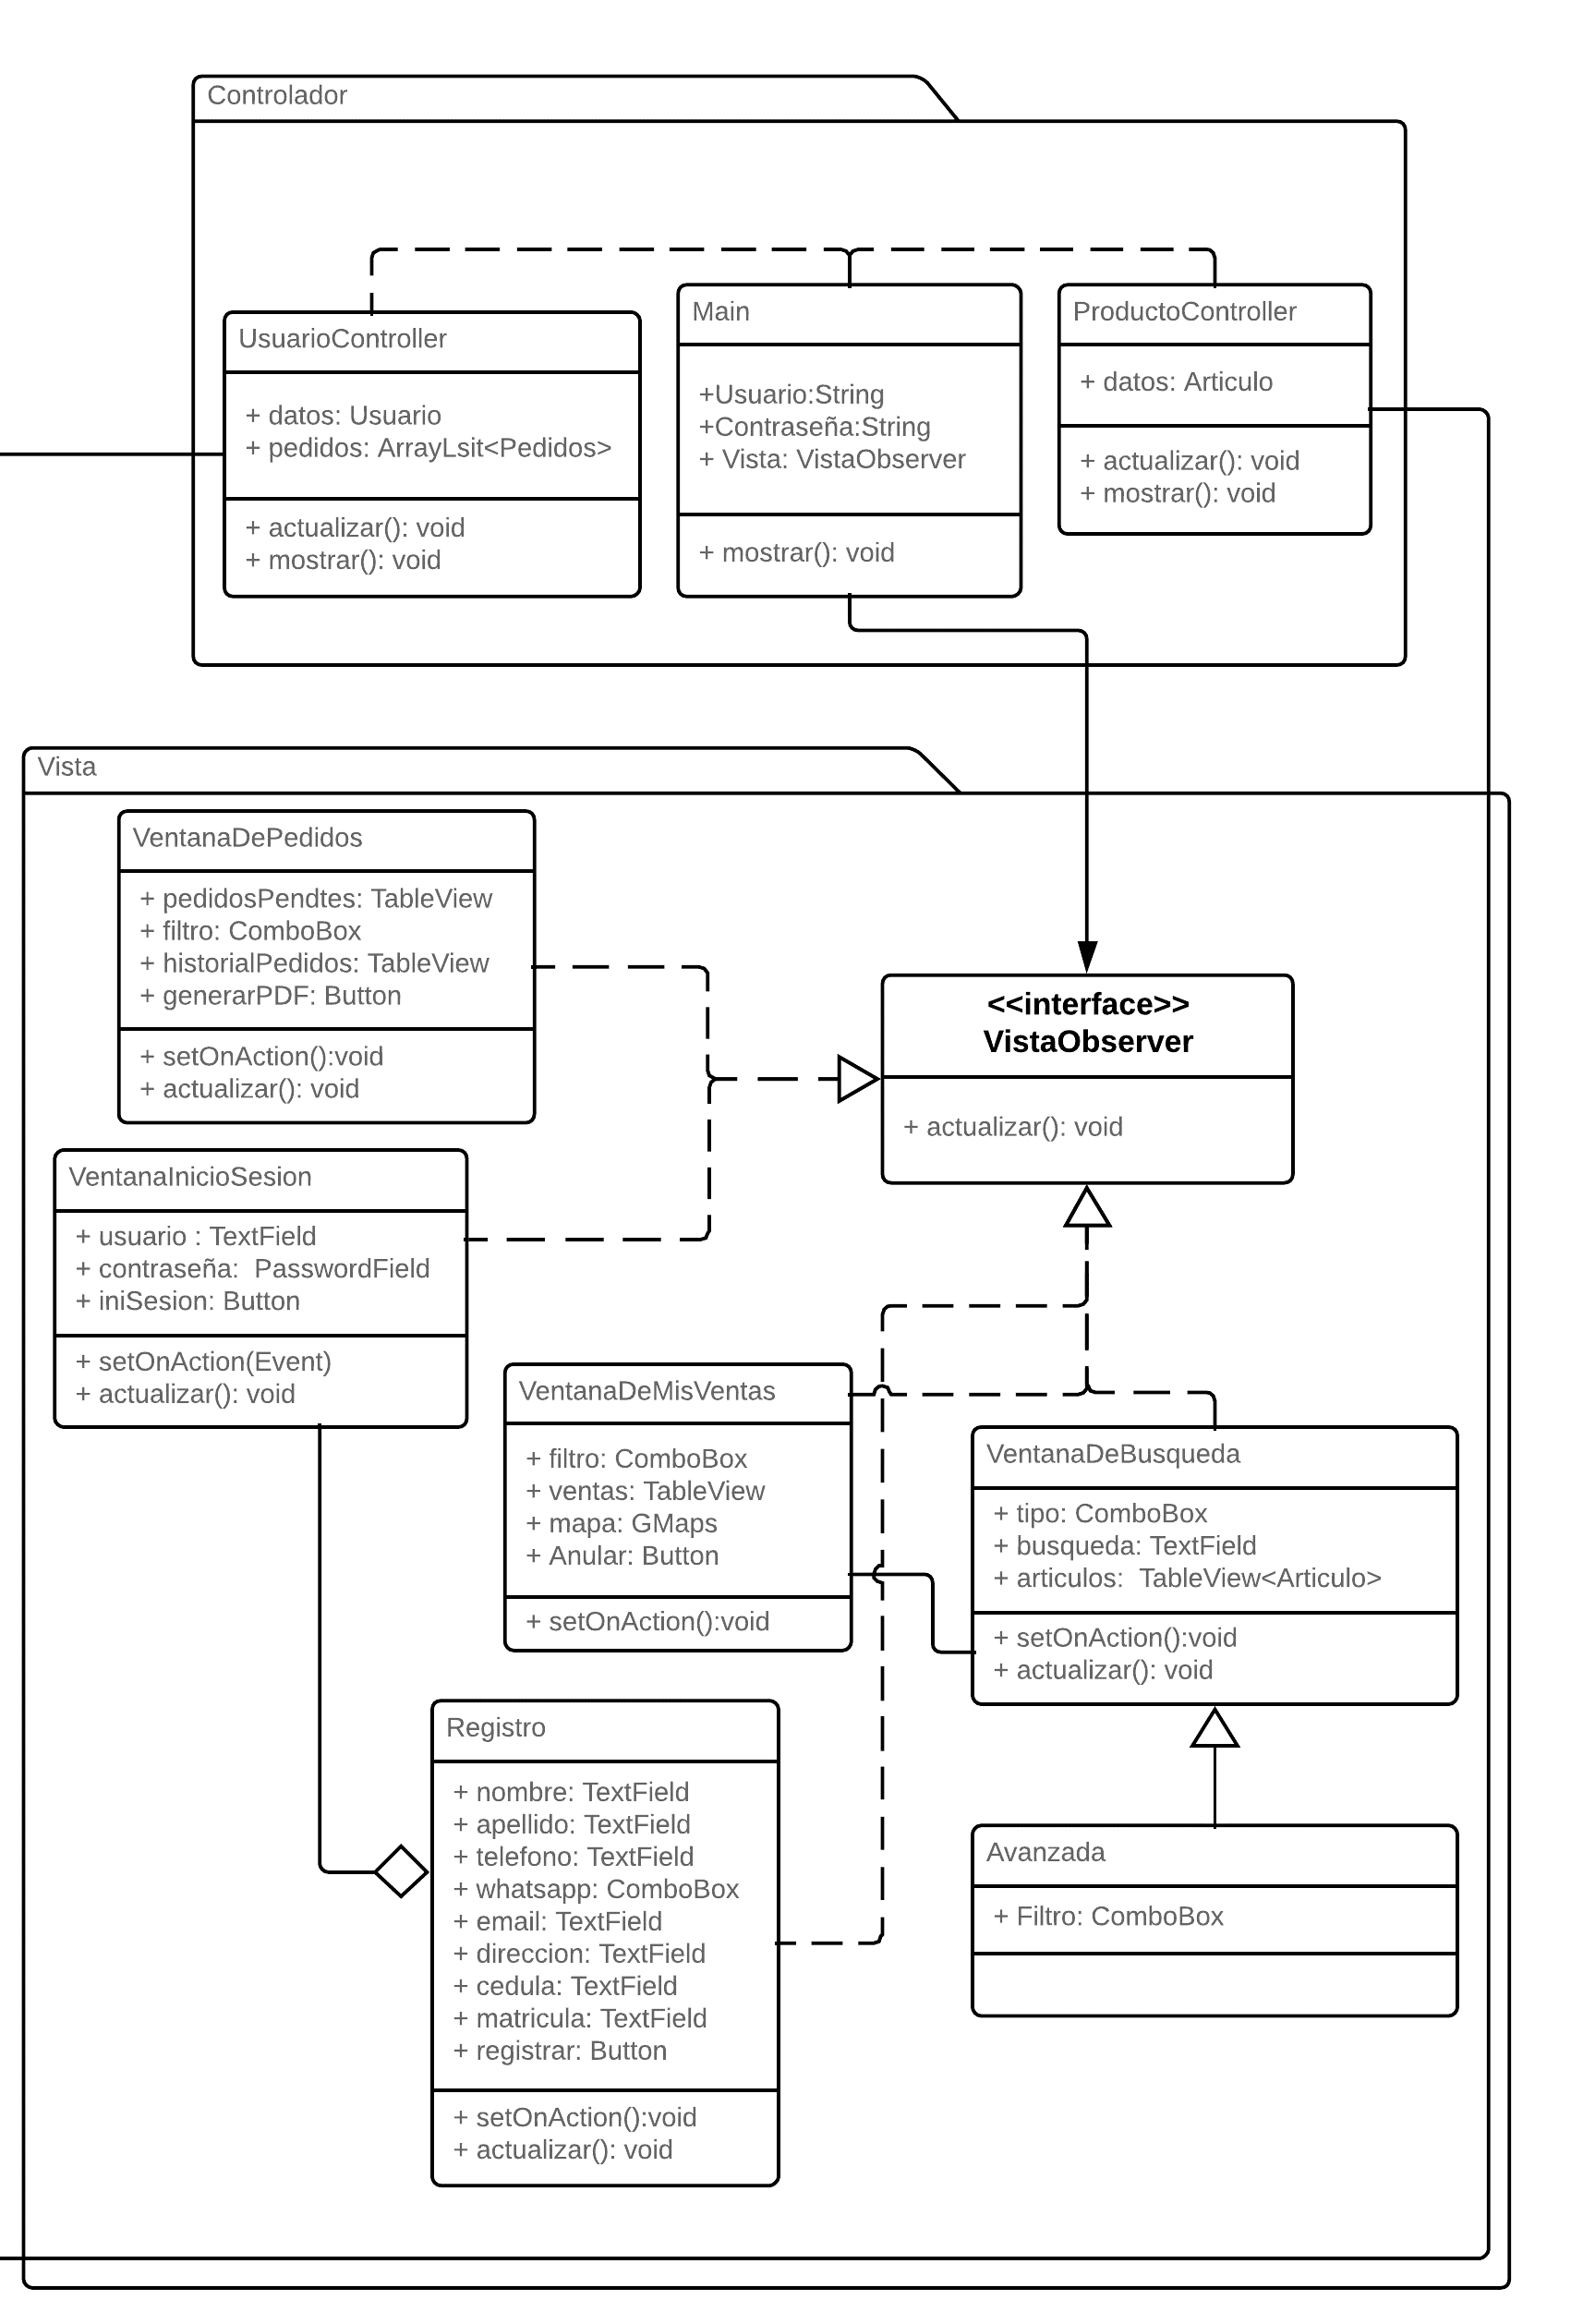 Controlador
UsuarioController
+ datos: Usuario
+ pedidos: ArrayLsit<Pedidos>
+ actualizar(): void
+ mostrar(): void
Main
+Usuario:String
+Contraseña:String
+ Vista: VistaObserver
+ mostrar(): void
ProductoController
+ datos: Articulo
+ actualizar(): void
+ mostrar(): void
Vista
VentanaDePedidos
+ pedidosPendtes: TableView
+ filtro: ComboBox
+ historialPedidos: TableView
+ generarPDF: Button
+ setOnAction():void
+ actualizar(): void
<<interface>>
VistaObserver
+ actualizar(): void
VentanaInicioSesion
+ usuario : TextField
+ contraseña:  PasswordField
+ iniSesion: Button
+ setOnAction(Event)
+ actualizar(): void
VentanaDeMisVentas
+ filtro: ComboBox
+ ventas: TableView
+ mapa: GMaps
+ Anular: Button
+ setOnAction():void
VentanaDeBusqueda
+ tipo: ComboBox
+ busqueda: TextField
+ articulos:  TableView<Articulo>
+ setOnAction():void
+ actualizar(): void
Registro
+ nombre: TextField
+ apellido: TextField
+ telefono: TextField
+ whatsapp: ComboBox
+ email: TextField
+ direccion: TextField
+ cedula: TextField
+ matricula: TextField
+ registrar: Button
+ setOnAction():void
+ actualizar(): void
Avanzada
+ Filtro: ComboBox